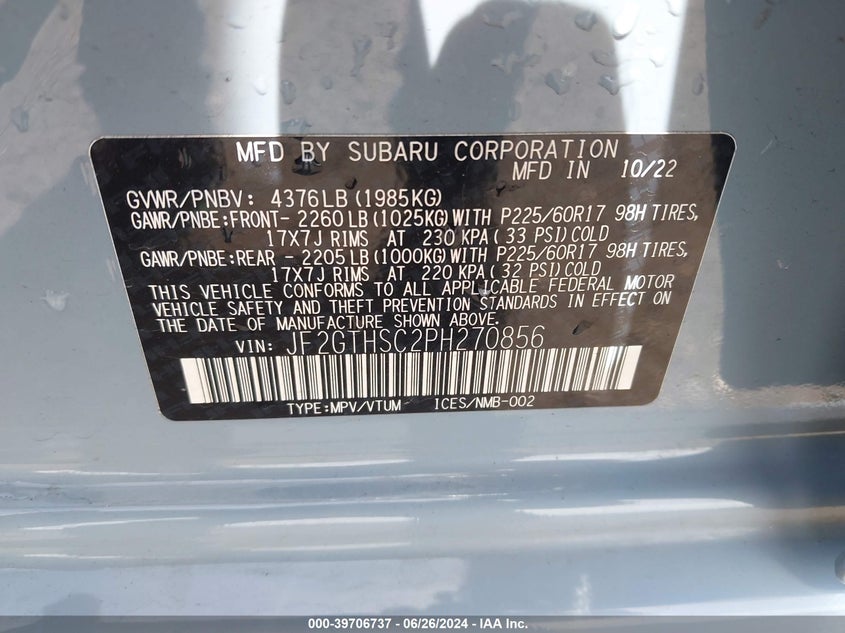 MFD BY SUBARU CORPORATION
MFD IN 10/22
GVWR/PNBV: 4376LB(1985KG)
GAWR/PNBE:FRONT- 2260LB(1025KG)WITH P225/60R17 98H TIRES,
17X7J RIMS AT 230 KPA( 33 PSI)COLD
GAWR/PNBE:REAR - 2205LB(1000KG)WITH P225/60R17 98H TIRES,
17X7J RIMS AT 220 KPA( 32 PSI)COLD
THIS VEHICLE CONFORMS TO ALL APPLICABLE FEDERAL MOTOR
VEHICLE SAFETY AND THEFT PREVENTION STANDARDS IN EFFECT ON
THE DATE OF MANUFACTURE SHOWN ABOVE.
VIN: JF2GTHSC2PH270856
TYPE:MPV/VTUM ICES/NMB-002
000-39706737 - 06/26/2024 - IAA Inc.